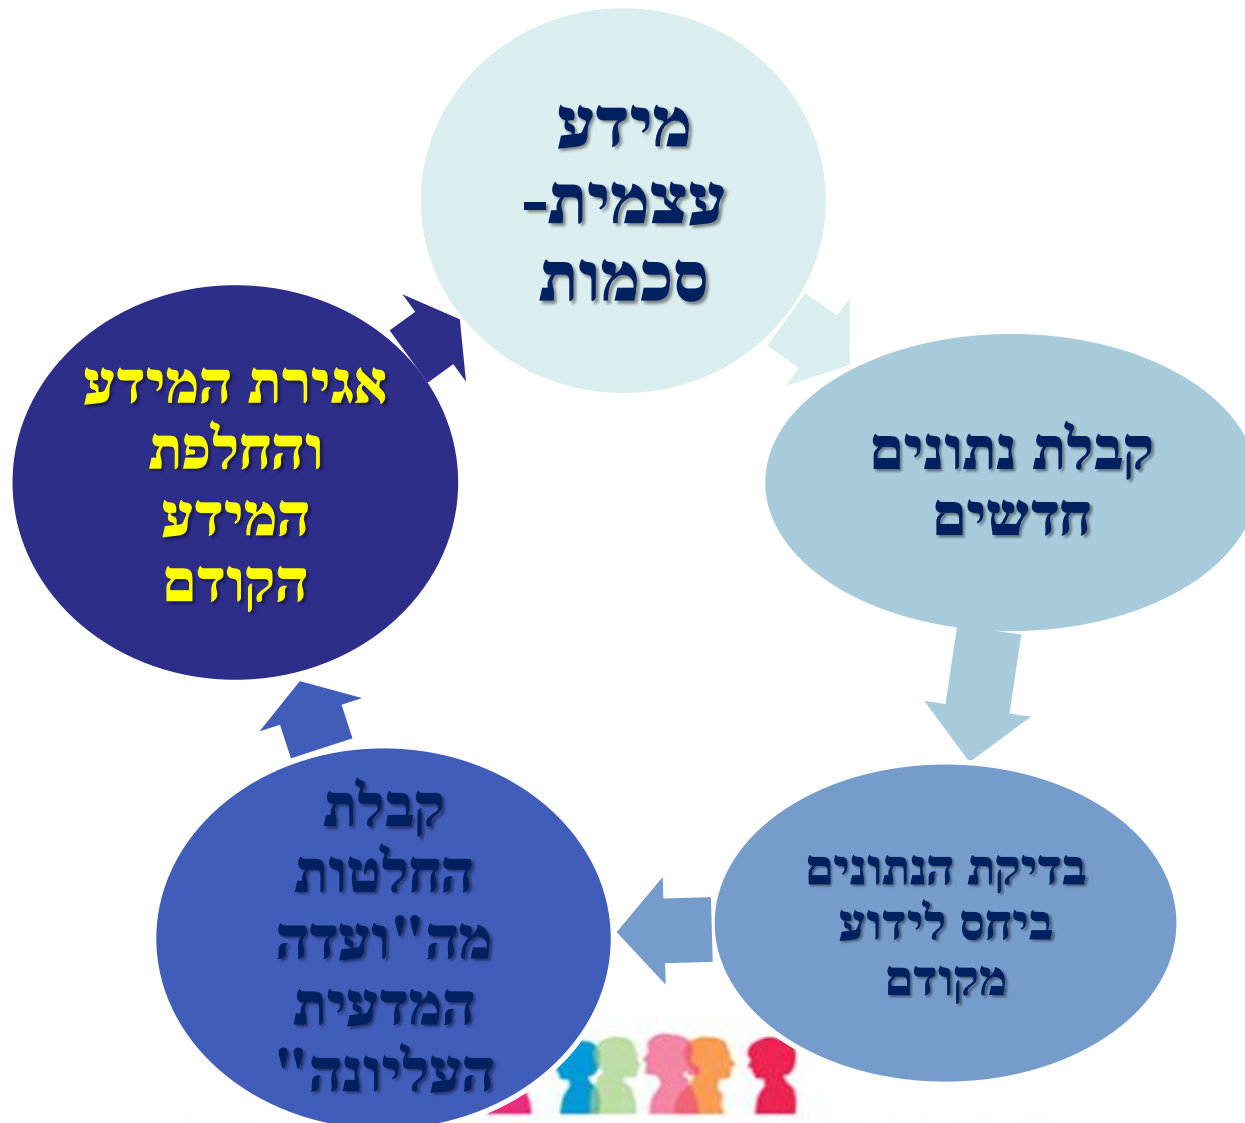 מידע
עצמית-
סכמות
קבלת נתונים
חדשים
בדיקת הנתונים
ביחס לידוע
מקודם
קבלת
החלטות
מה"ועדה
המדעית
העליונה"
אגירת המידע
והחלפת
המידע
הקודם